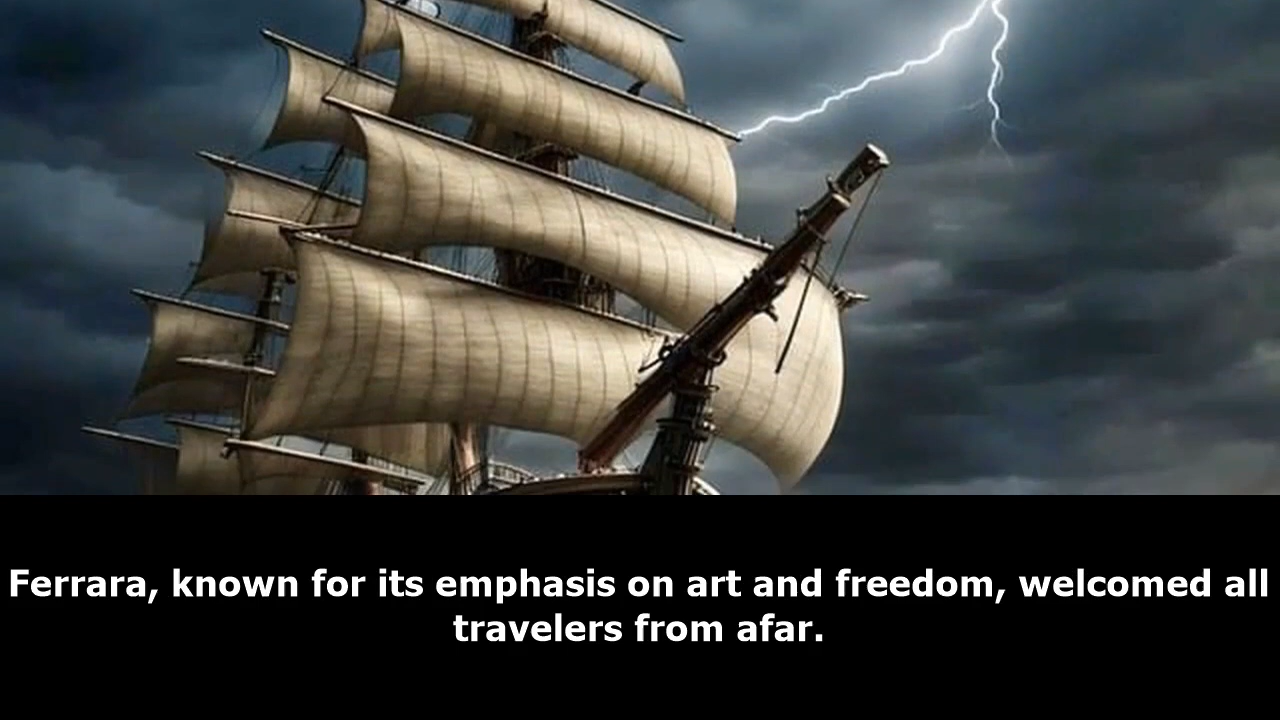 Ferrara, known for its emphasis on art and freedom, welcomed all
travelers from afar.